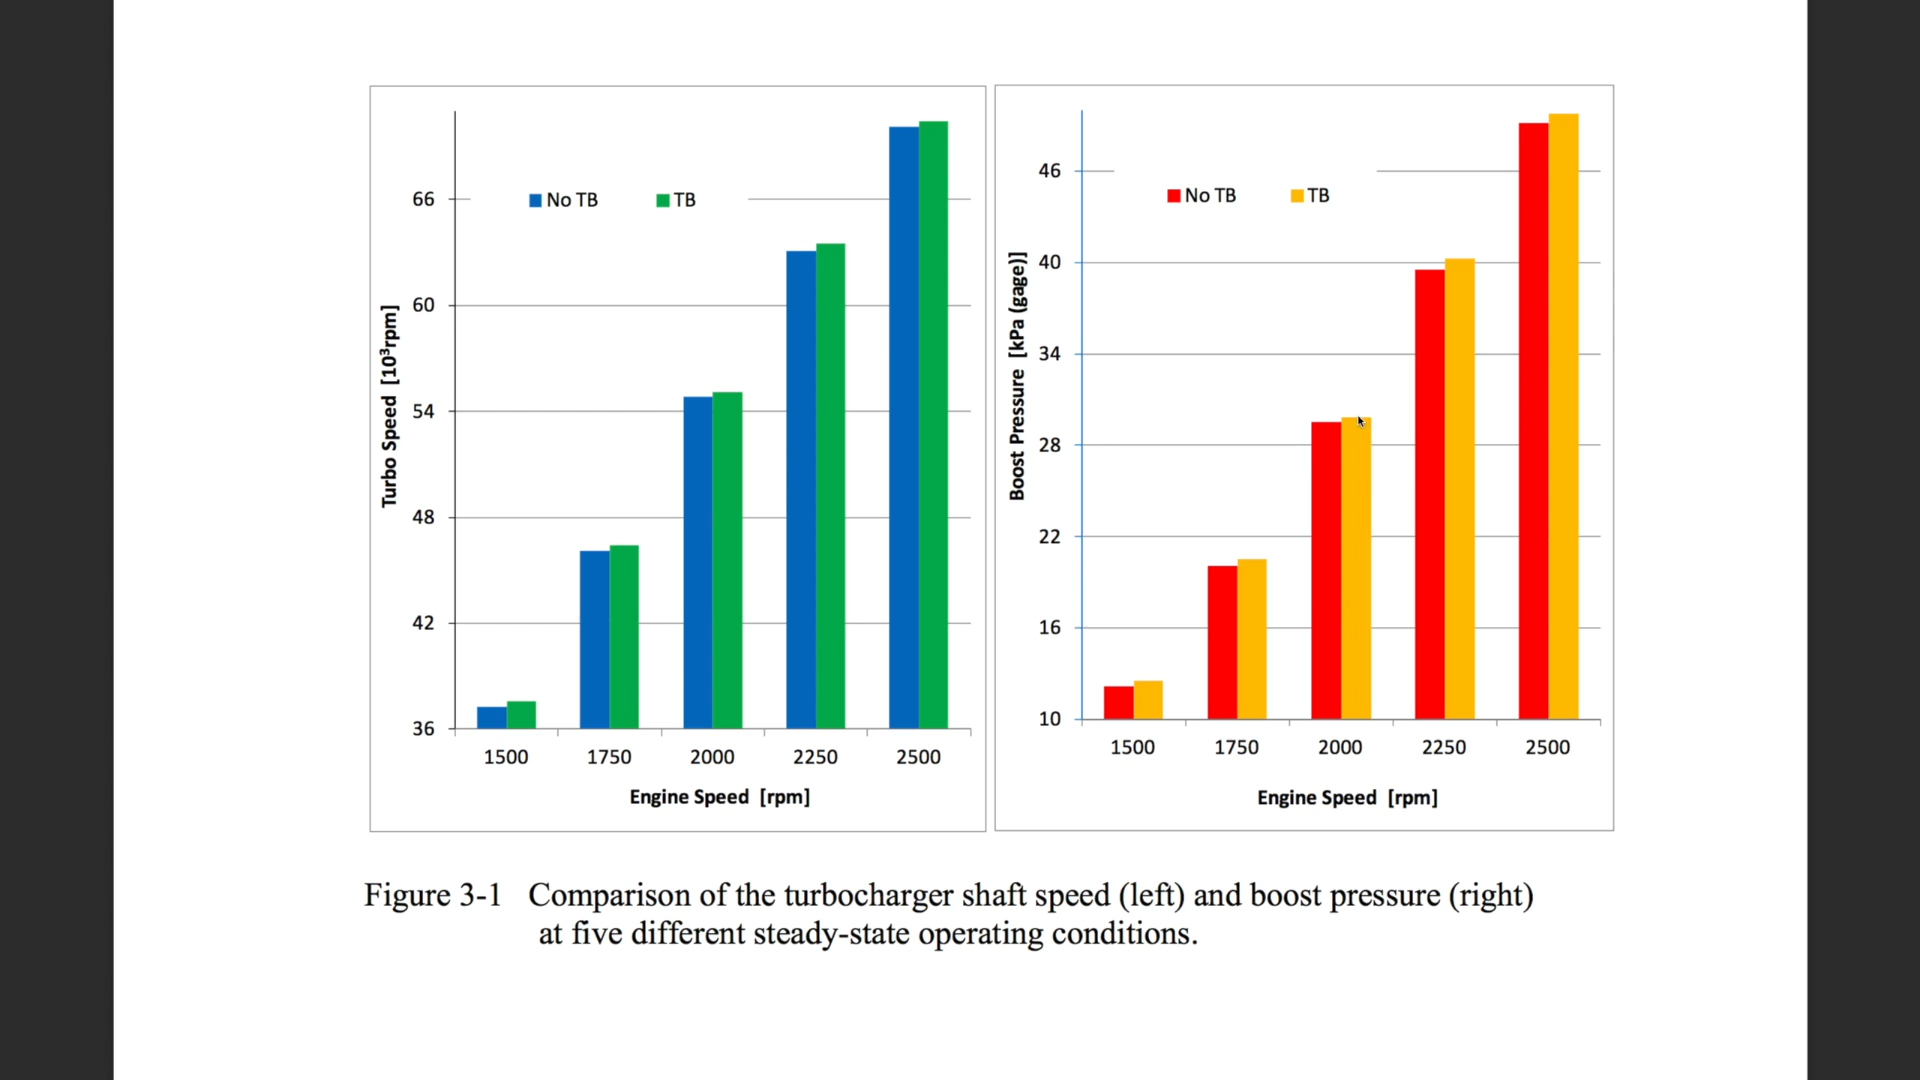 66
60
54
48
42
36
Turbo Speed [10³rpm]
No TB
TB
1500 1750 2000 2250 2500
Engine Speed [rpm]
46
40
34
28
22
16
10
Boost Pressure [kPa (gage)]
No TB
TB
1500 1750 2000 2250 2500
Engine Speed [rpm]
Figure 3-1 Comparison of the turbocharger shaft speed (left) and boost pressure (right)
at five different steady-state operating conditions.